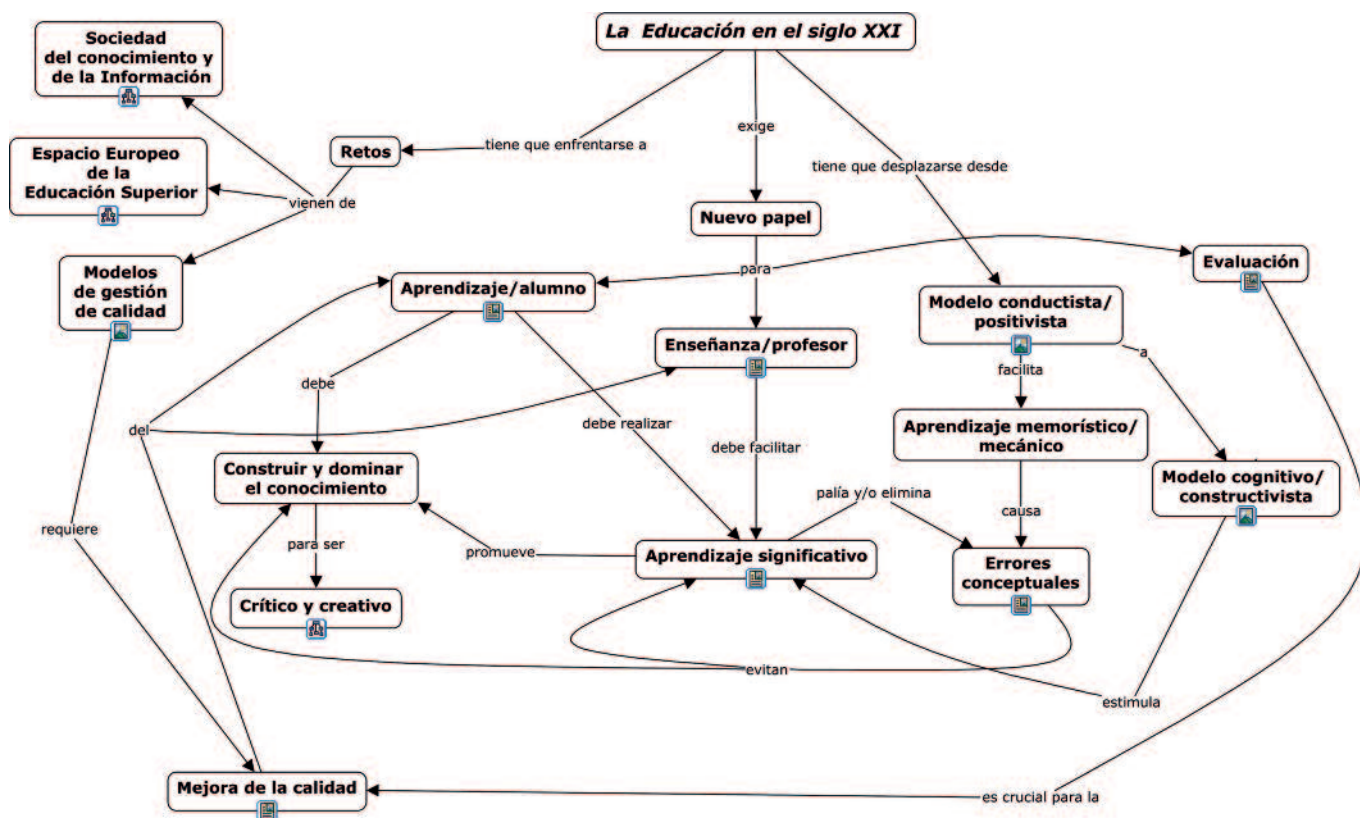 La Educación en el siglo XXI
Sociedad
del conocimiento y
de la Información
tiene que enfrentarse a
exige
tiene que desplazarse desde
Retos
Espacio Europeo
de la
Educación Superior
vienen de
Nuevo papel
Modelos
de gestión
de calidad
Aprendizaje/alumno
para
Evaluación
Modelo conductista/
positivista
Enseñanza/profesor
a
facilita
debe
del
debe realizar
debe facilitar
Aprendizaje memorístico/
mecánico
Construir y dominar
el conocimiento
Modelo cognitivo/
constructivista
palía y/o elimina
causa
requiere
para ser
promueve
Aprendizaje significativo
Errores
conceptuales
Crítico y creativo
evitan
estimula
Mejora de la calidad
es crucial para la